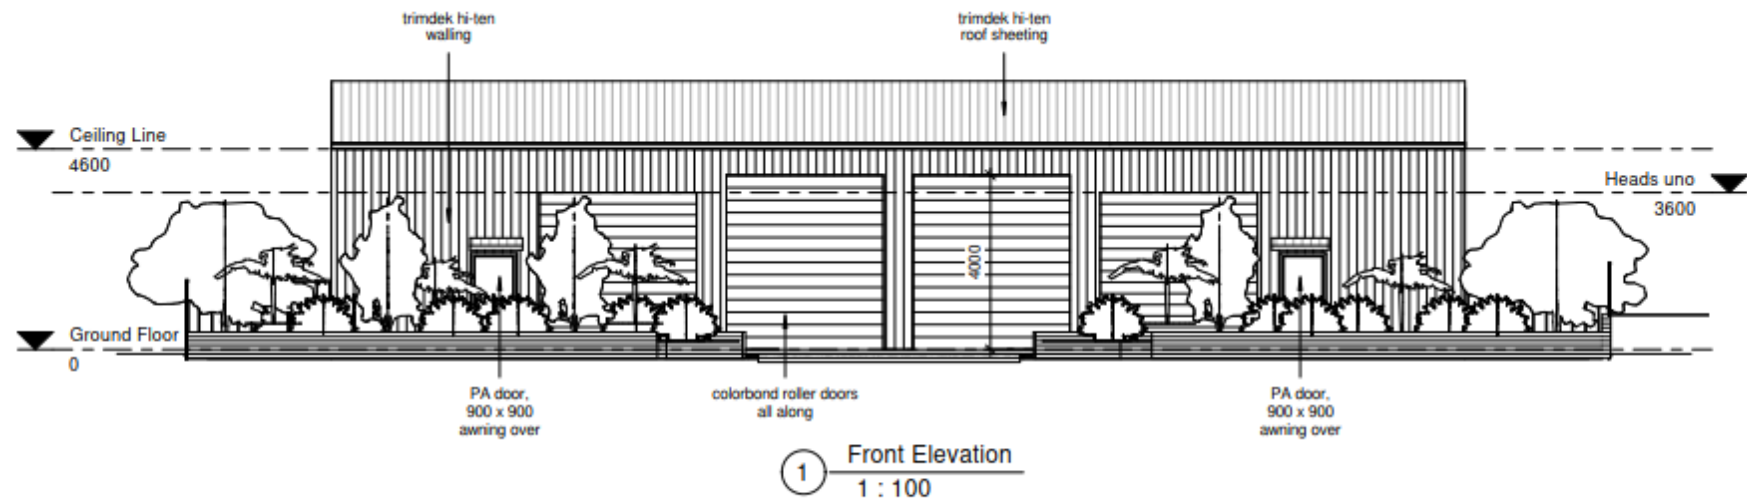 trimdek hi-ten
walling
trimdek hi-ten
roof sheeting
Ceiling Line
4600
Heads uno
3600
4000
Ground Floor
0
PA door,
900 x 900
awning over
colorbond roller doors
all along
PA door,
900 x 900
awning over
1
Front Elevation
1 : 100